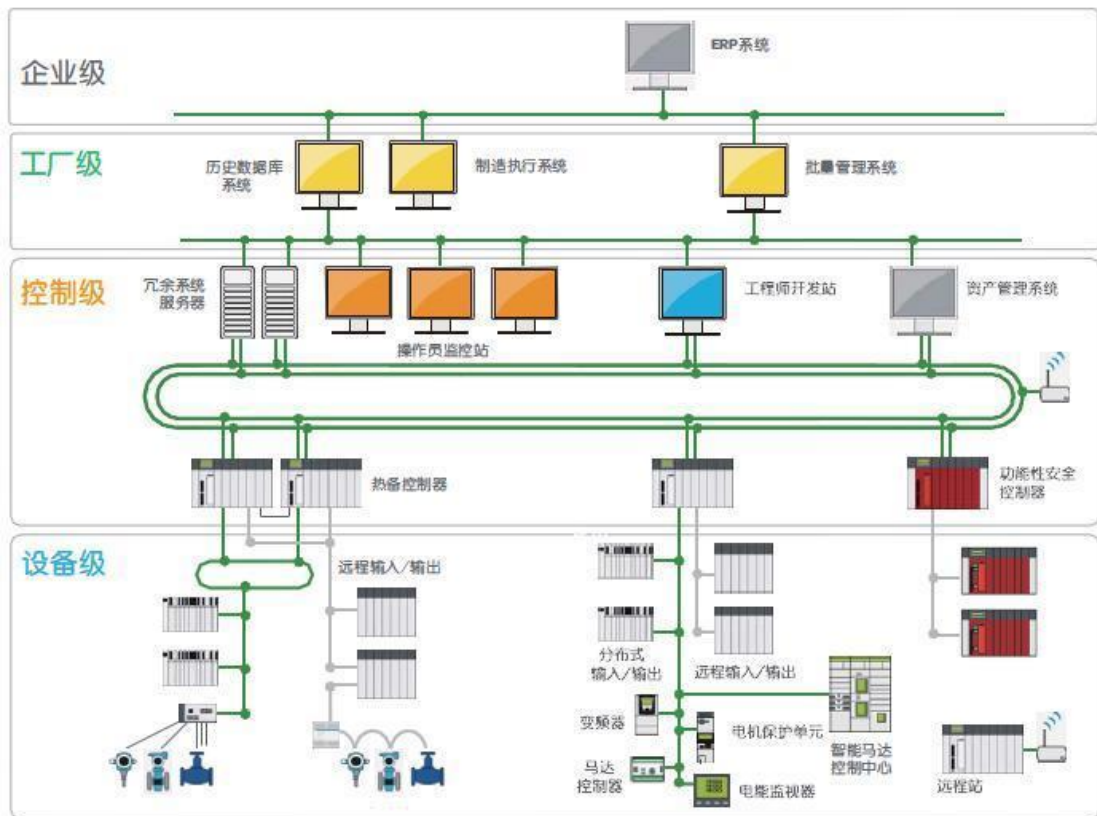 企业级
ERP系统
工厂级
历史数据库
系统
制造执行系统
批量管理系统
控制级
冗余系统
服务器
操作员监控站
工程师开发站
资产管理系统
热备控制器
功能性安全
控制器
设备级
远程输入/输出
分布式
输入/输出
远程输入/输出
变频器
电机保护单元
智能马达
控制中心
马达
控制器
电能监视器
远程站